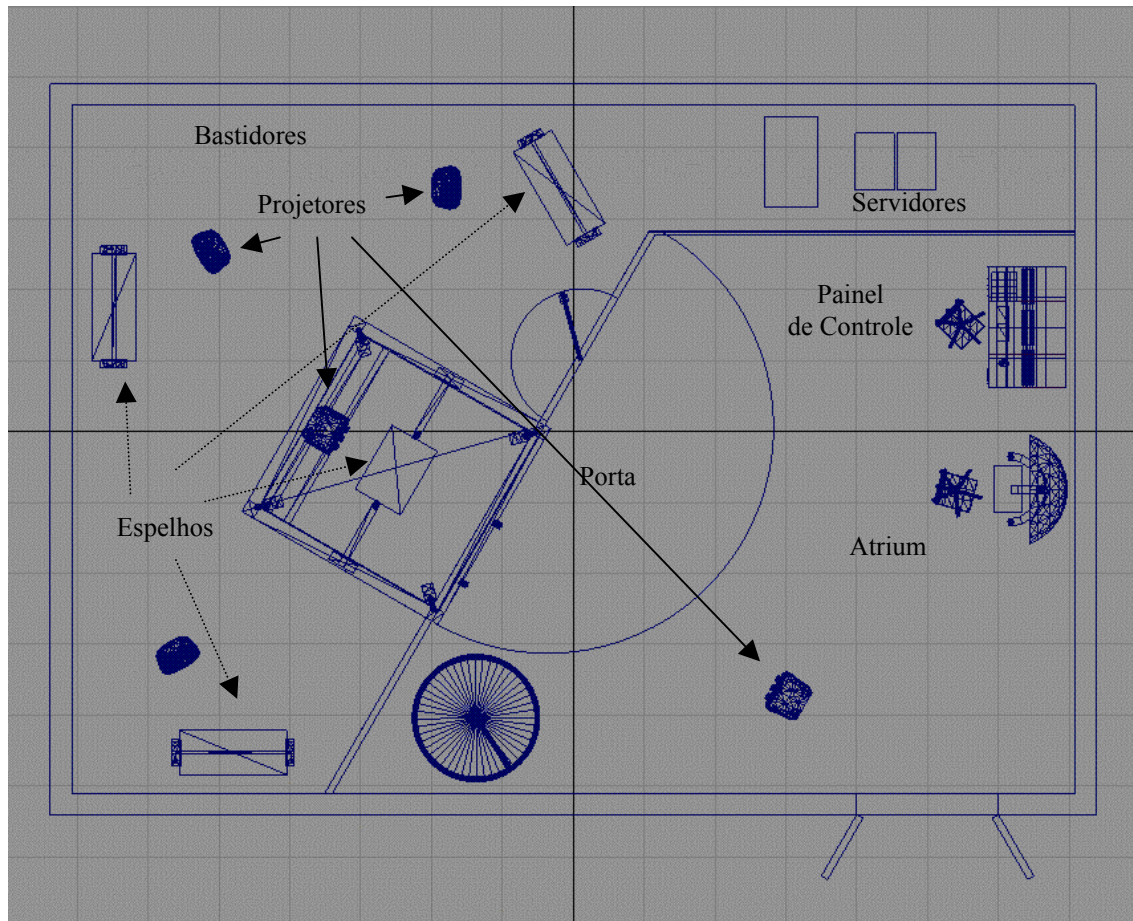 Bastidores
Projetores
Servidores
Painel
de Controle
Porta
Espelhos
Atrium